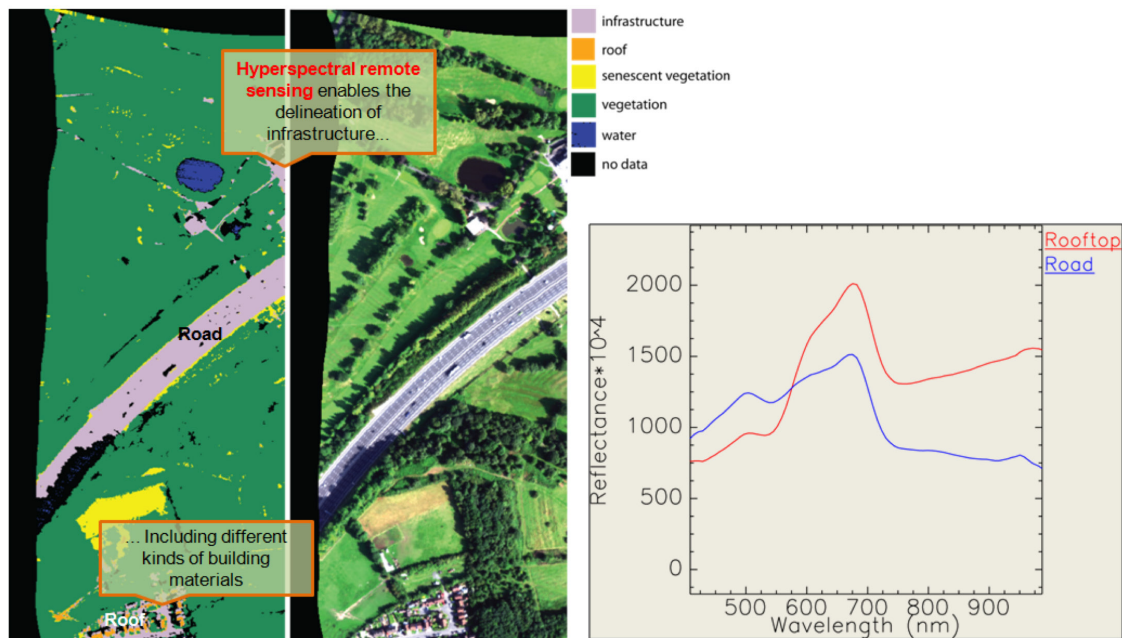 Hyperspectral remote
sensing enables the
delineation of
infrastructure...
Road
... Including different
kinds of building
materials
Roof
infrastructure
roof
senescent vegetation
vegetation
water
no data
Rooftop
Road
Reflectance*10^4
2000
1500
1000
500
0
500 600 700 800 900
Wavelength (nm)